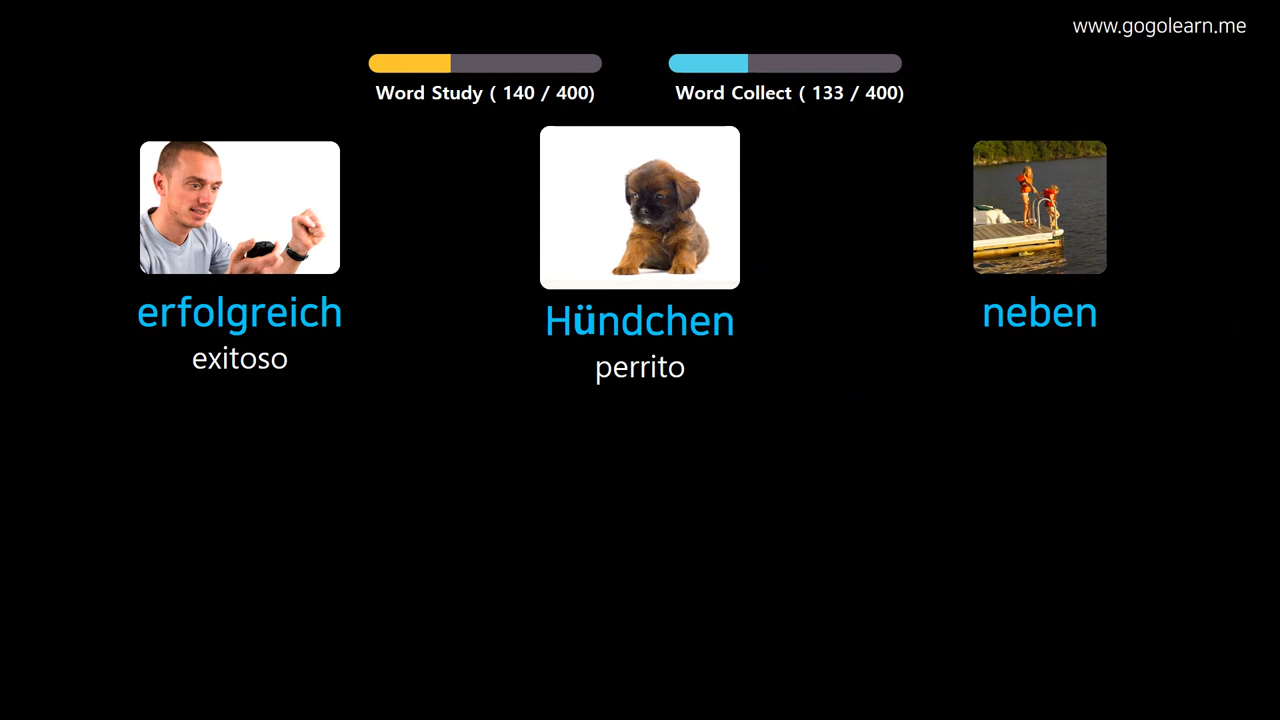 www.gogolearn.me
Word Study ( 140 / 400)
Word Collect ( 133 / 400)
erfolgreich
exitoso
Hündchen
perrito
neben